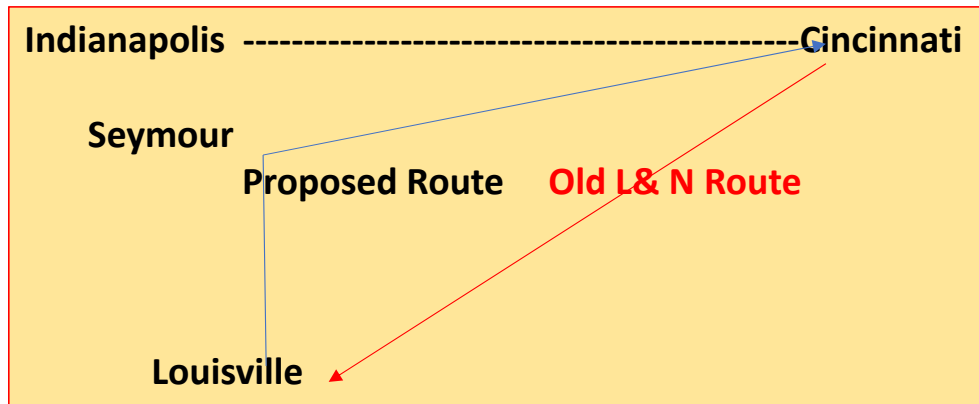 Indianapolis -------------------------------------Cincinnati
Seymour
Proposed Route Old L& N Route
Louisville